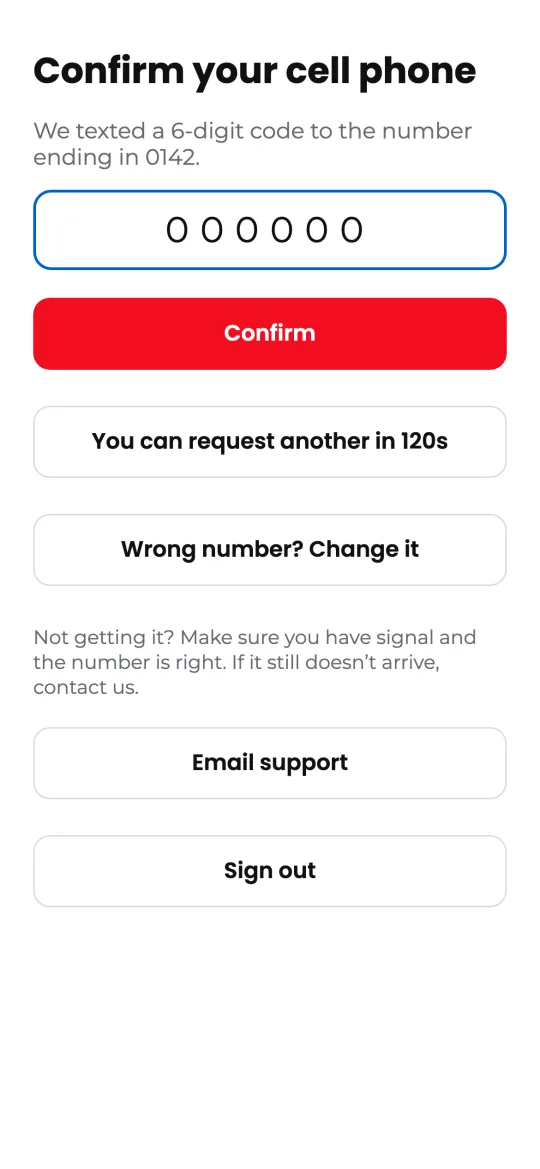 Confirm your cell phone
We texted a 6-digit code to the number
ending in 0142.
000000
Confirm
You can request another in 120s
Wrong number? Change it
Not getting it? Make sure you have signal and
the number is right. If it still doesn’t arrive,
contact us.
Email support
Sign out